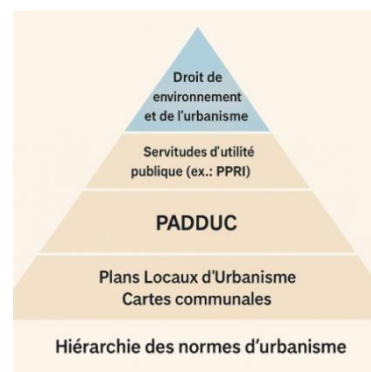 Droit de
environnement
et de l'urbanisme
Servitudes d'utilité
publique (ex.: PPRI)
PADDUC
Plans Locaux d'Urbanisme
Cartes communales
Hiérarchie des normes d'urbanisme